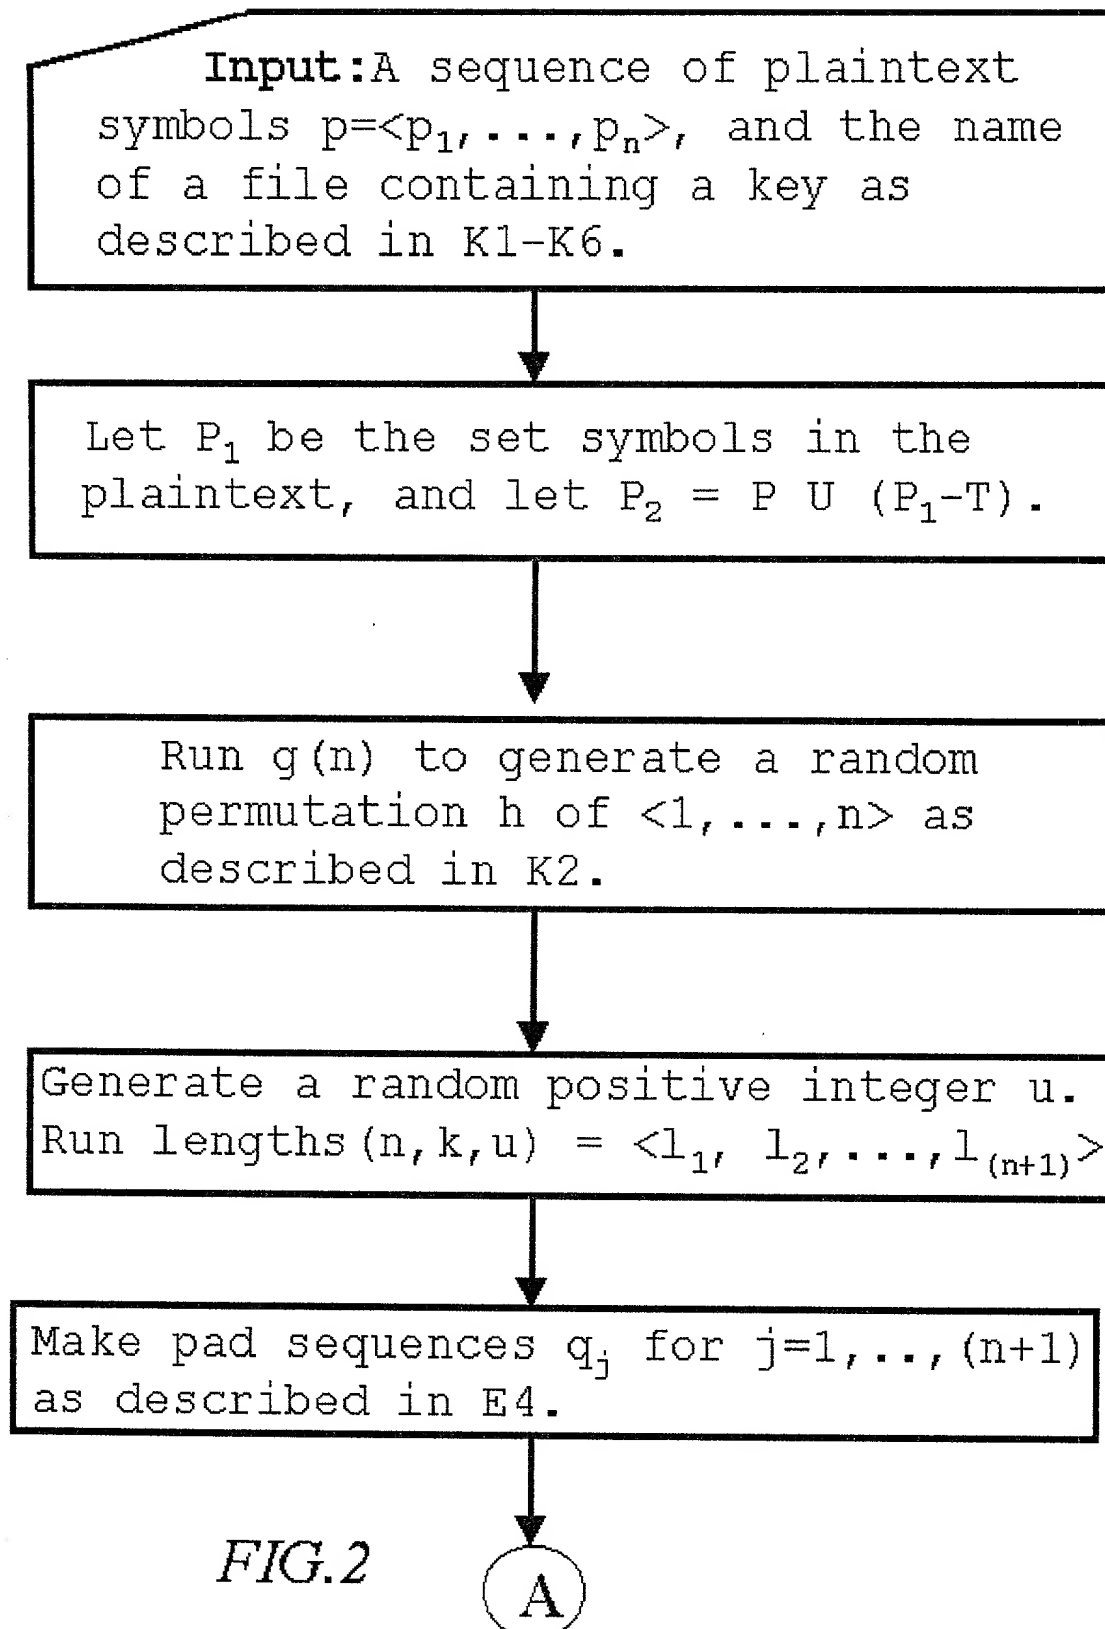 Input:A sequence of plaintext
symbols p=<p₁,...,pₙ>, and the name
of a file containing a key as
described in K1-K6.
Let P₁ be the set symbols in the
plaintext, and let P₂ = P U (P₁-T).
Run g(n) to generate a random
permutation h of <1,...,n> as
described in K2.
Generate a random positive integer u.
Run lengths(n,k,u) = <l₁, l₂,...,l₍ₙ₊₁₎>
Make pad sequences qⱼ for j=1,..,(n+1)
as described in E4.
FIG.2
A